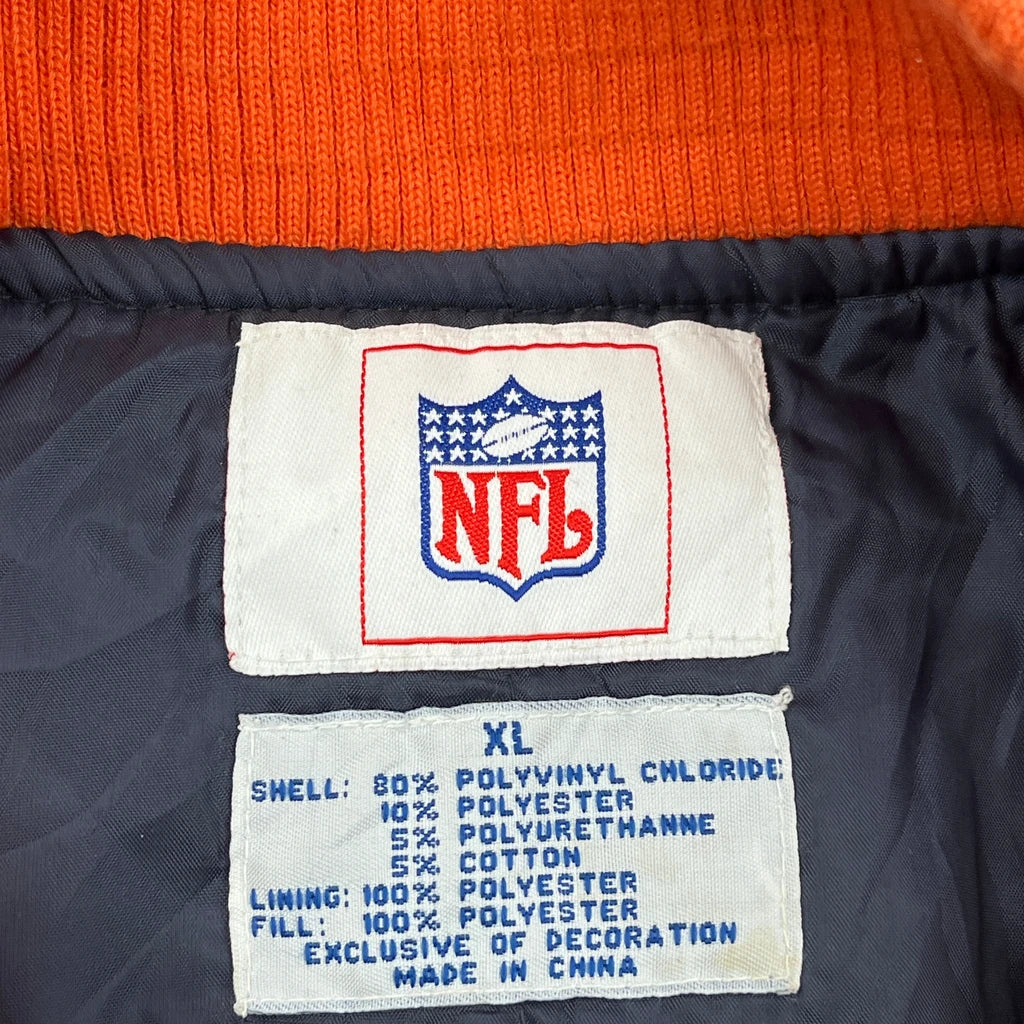 NFL
XL
SHELL: 80% POLYVINYL CHLORIDE
10% POLYESTER
5% POLYURETHANNE
5% COTTON
LINING: 100% POLYESTER
FILL: 100% POLYESTER
EXCLUSIVE OF DECORATION
MADE IN CHINA